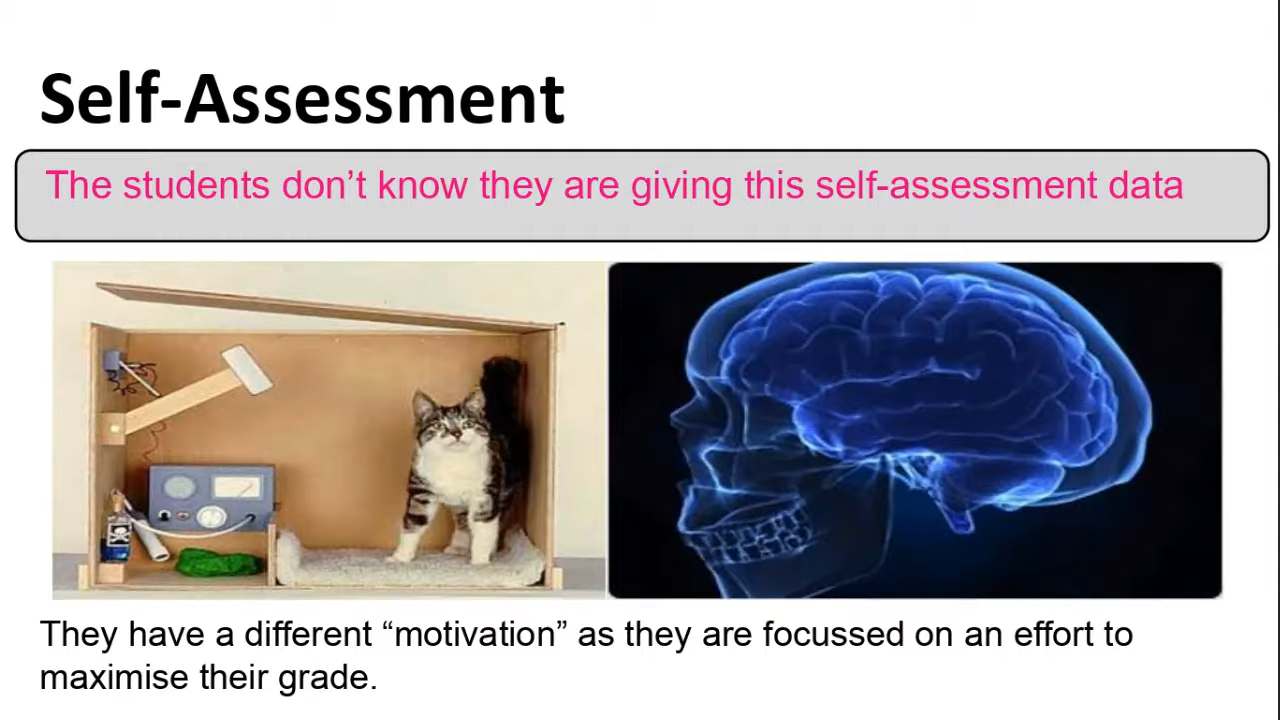 Self-Assessment
The students don’t know they are giving this self-assessment data
They have a different “motivation” as they are focussed on an effort to
maximise their grade.